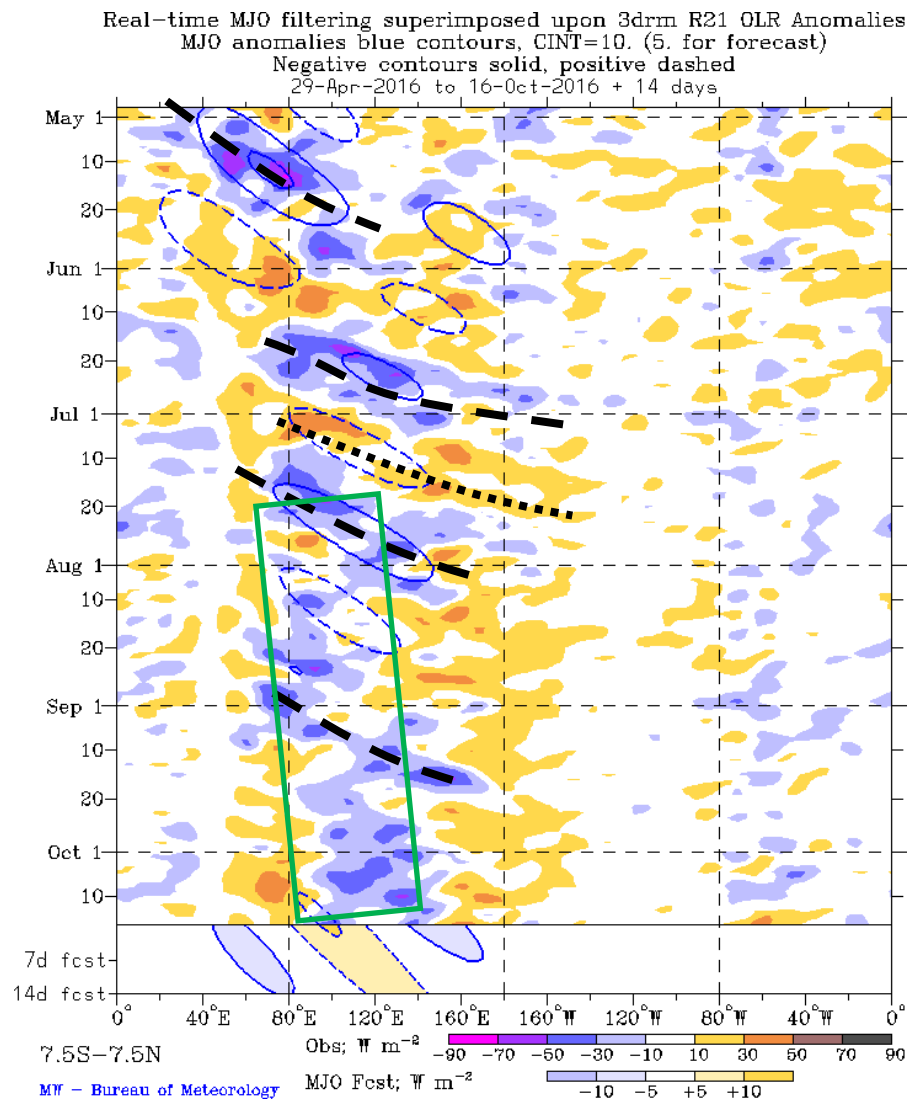 Real-time MJO filtering superimposed upon 3drm R21 OLR Anomalies
MJO anomalies blue contours, CINT=10. (5. for forecast)
Negative contours solid, positive dashed
29-Apr-2016 to 16-Oct-2016 + 14 days
May 1
10
20
Jun 1
10
20
Jul 1
10
20
Aug 1
10
20
Sep 1
10
20
Oct 1
10
7d fcst
14d fcst
0° 40°E 80°E 120°E 160°E 160°W 120°W 80°W 40°W 0°
7.5S-7.5N
Obs; W m⁻²
-90 -70 -50 -30 -10 10 30 50 70 90
MW - Bureau of Meteorology
MJO Fcst; W m⁻²
-10 -5 +5 +10